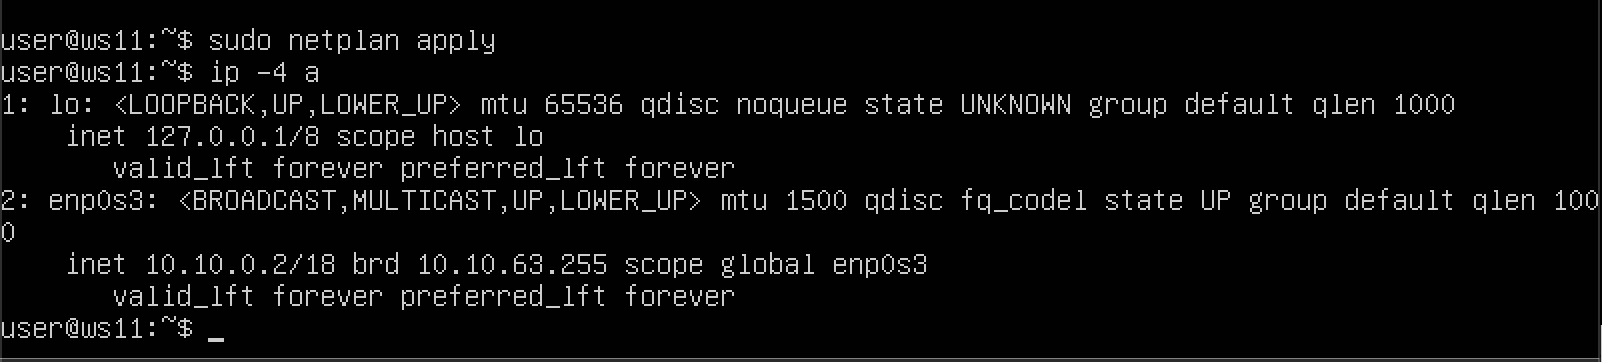 user@ws11:~$ sudo netplan apply
user@ws11:~$ ip -4 a
1: lo: <LOOPBACK,UP,LOWER_UP> mtu 65536 qdisc noqueue state UNKNOWN group default qlen 1000
    inet 127.0.0.1/8 scope host lo
       valid_lft forever preferred_lft forever
2: enp0s3: <BROADCAST,MULTICAST,UP,LOWER_UP> mtu 1500 qdisc fq_codel state UP group default qlen 100
0
    inet 10.10.0.2/18 brd 10.10.63.255 scope global enp0s3
       valid_lft forever preferred_lft forever
user@ws11:~$ _